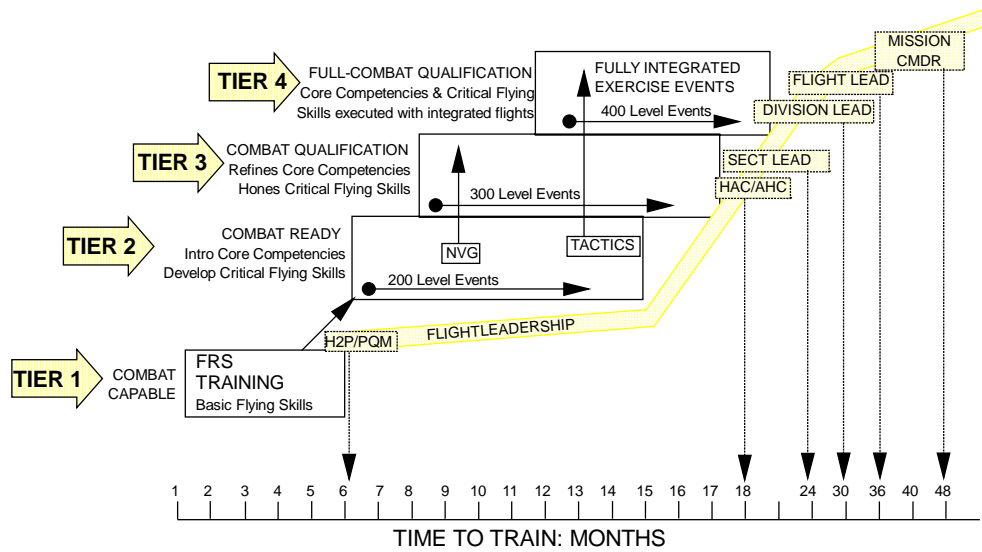 MISSION
CMDR
TIER 4
FULL-COMBAT QUALIFICATION
Core Competencies & Critical Flying
Skills executed with integrated flights
FULLY INTEGRATED
EXERCISE EVENTS
400 Level Events
FLIGHT LEAD
DIVISION LEAD
TIER 3
COMBAT QUALIFICATION
Refines Core Competencies
Hones Critical Flying Skills
300 Level Events
SECT LEAD
HAC/AHC
TIER 2
COMBAT READY
Intro Core Competencies
Develop Critical Flying Skills
NVG
TACTICS
200 Level Events
FLIGHTLEADERSHIP
H2P/PQM
TIER 1
COMBAT
CAPABLE
FRS
TRAINING
Basic Flying Skills
1 2 3 4 5 6 7 8 9 10 11 12 13 14 15 16 17 18 24 30 36 40 48
TIME TO TRAIN: MONTHS